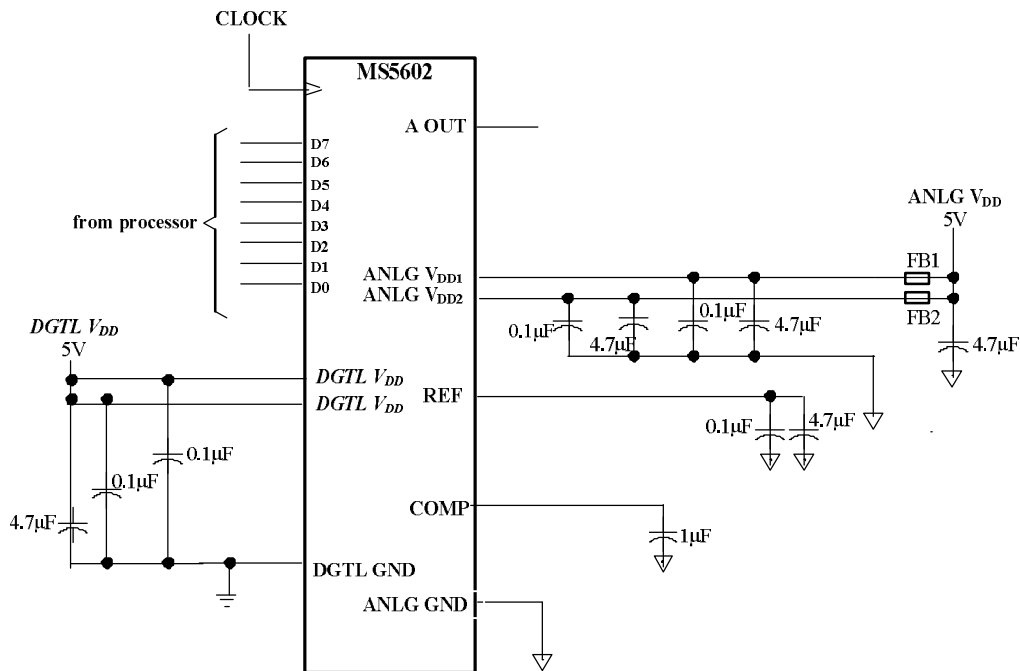 CLOCK
MS5602
A OUT
D7
D6
D5
D4
D3
D2
D1
D0
from processor
ANLG VDD
5V
FB1
FB2
ANLG VDD1
ANLG VDD2
0.1µF
4.7µF
0.1µF
4.7µF
4.7µF
DGTL VDD
5V
DGTL VDD
DGTL VDD
REF
0.1µF
4.7µF
0.1µF
0.1µF
4.7µF
COMP
1µF
DGTL GND
ANLG GND